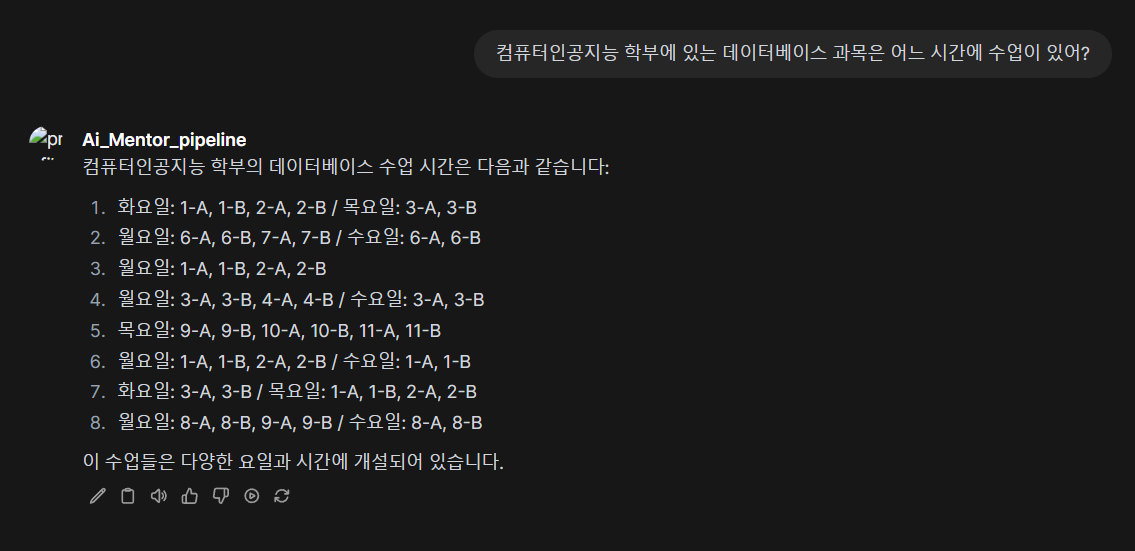 컴퓨터인공지능 학부에 있는 데이터베이스 과목은 어느 시간에 수업이 있어?
pr
Ai_Mentor_pipeline
컴퓨터인공지능 학부의 데이터베이스 수업 시간은 다음과 같습니다:
1. 화요일: 1-A, 1-B, 2-A, 2-B / 목요일: 3-A, 3-B
2. 월요일: 6-A, 6-B, 7-A, 7-B / 수요일: 6-A, 6-B
3. 월요일: 1-A, 1-B, 2-A, 2-B
4. 월요일: 3-A, 3-B, 4-A, 4-B / 수요일: 3-A, 3-B
5. 목요일: 9-A, 9-B, 10-A, 10-B, 11-A, 11-B
6. 월요일: 1-A, 1-B, 2-A, 2-B / 수요일: 1-A, 1-B
7. 화요일: 3-A, 3-B / 목요일: 1-A, 1-B, 2-A, 2-B
8. 월요일: 8-A, 8-B, 9-A, 9-B / 수요일: 8-A, 8-B
이 수업들은 다양한 요일과 시간에 개설되어 있습니다.